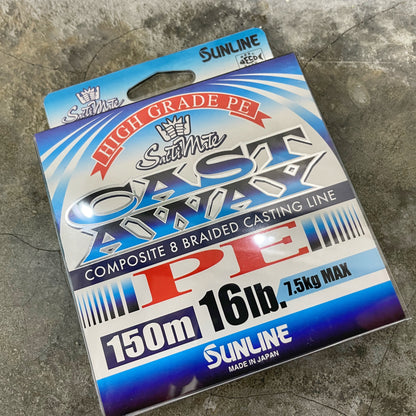 SUNLINE
HIGH GRADE PE
SaltiMate
CAST
AWAY
COMPOSITE 8 BRAIDED CASTING LINE
PE
150m 16lb. 7.5kg MAX
SUNLINE
MADE IN JAPAN